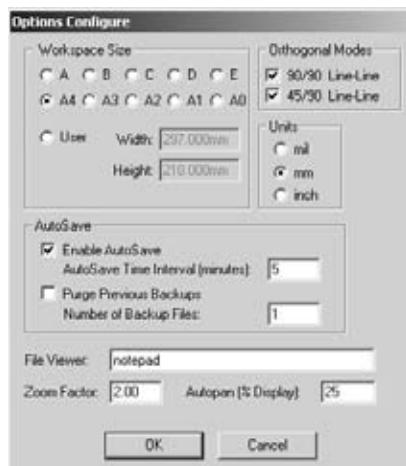 Options Configure
Workspace Size
A B C D E
A4 A3 A2 A1 A0
User Width: 297.000mm
Height: 210.000mm
Orthogonal Modes
90/90 Line-Line
45/90 Line-Line
Units
mil
mm
inch
AutoSave
Enable AutoSave
AutoSave Time Interval (minutes): 5
Purge Previous Backups
Number of Backup Files: 1
File Viewer: notepad
Zoom Factor: 2.00 Autopan (% Display): 25
OK Cancel